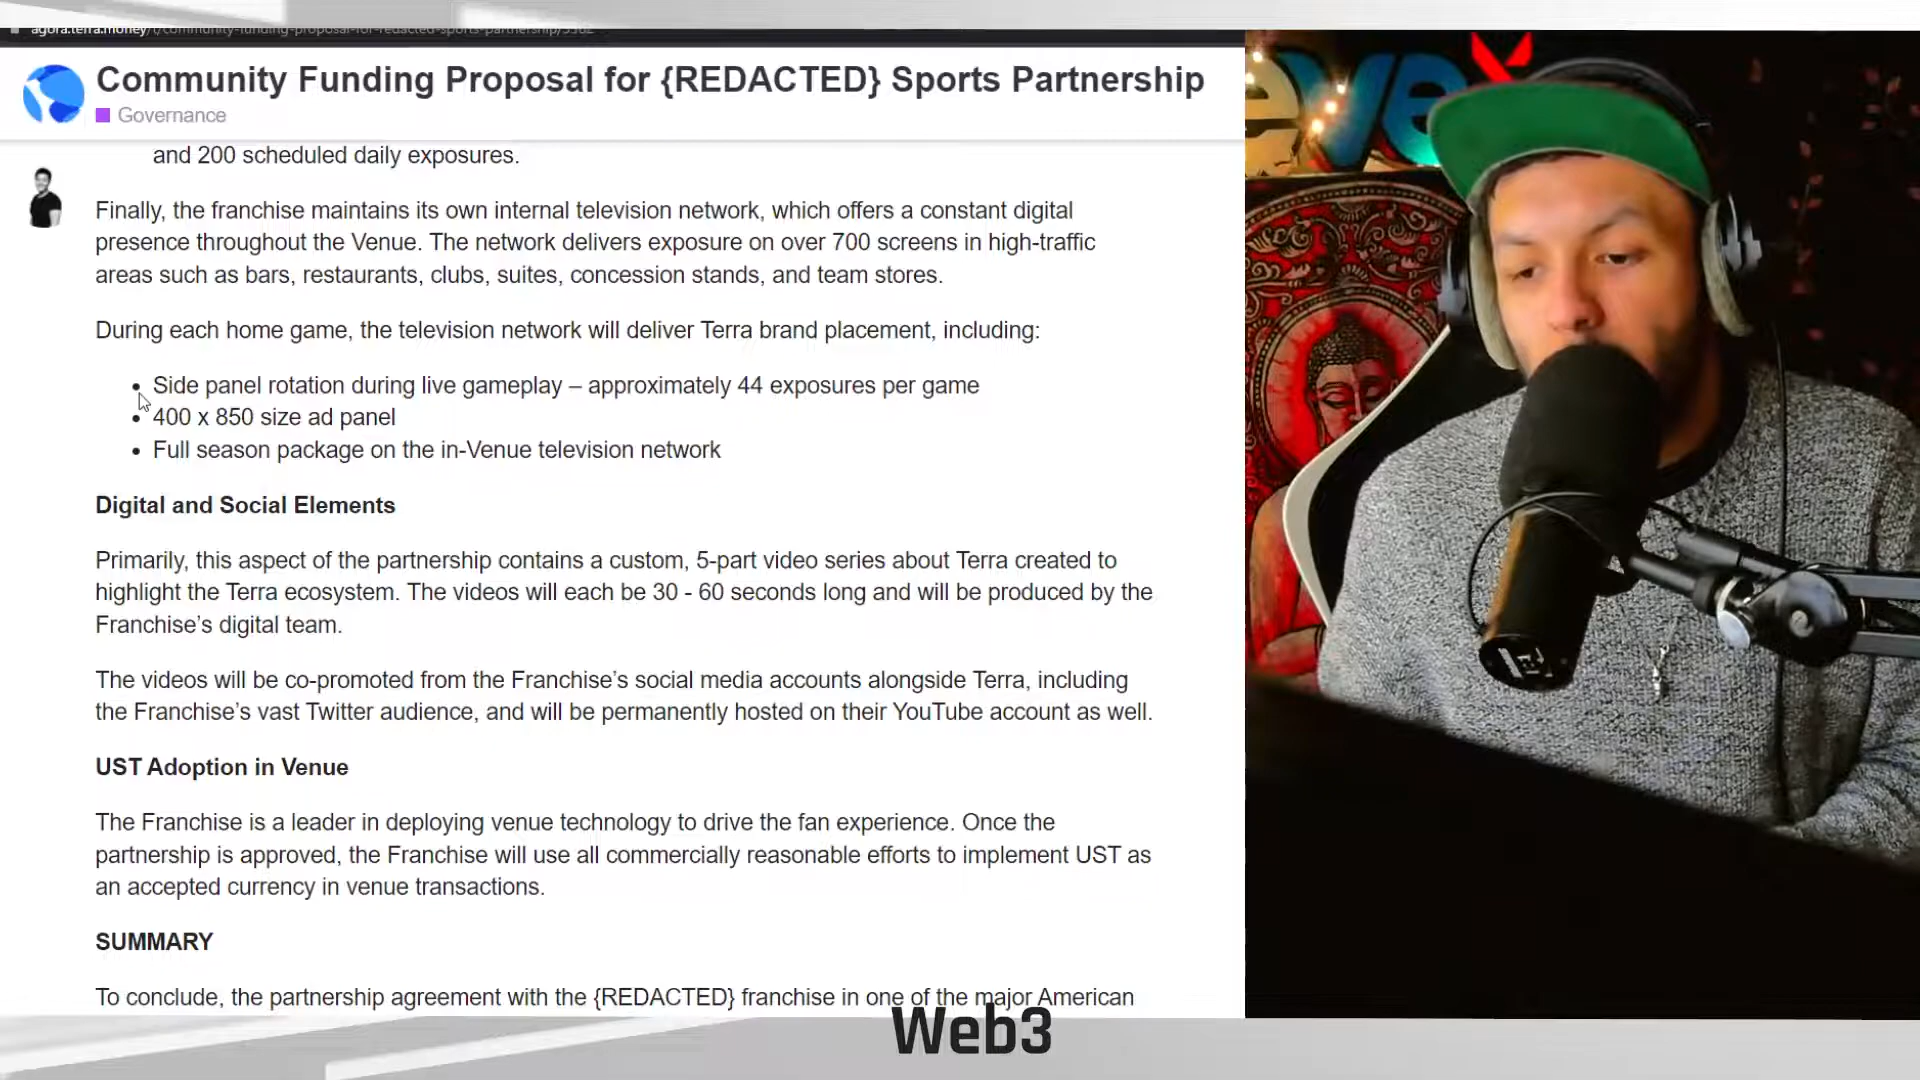 agora.terra.money/t/community-funding-proposal-for-redacted-sports-partnership/5362
Community Funding Proposal for {REDACTED} Sports Partnership
Governance
and 200 scheduled daily exposures.
Finally, the franchise maintains its own internal television network, which offers a constant digital
presence throughout the Venue. The network delivers exposure on over 700 screens in high-traffic
areas such as bars, restaurants, clubs, suites, concession stands, and team stores.
During each home game, the television network will deliver Terra brand placement, including:
Side panel rotation during live gameplay – approximately 44 exposures per game
400 x 850 size ad panel
Full season package on the in-Venue television network
Digital and Social Elements
Primarily, this aspect of the partnership contains a custom, 5-part video series about Terra created to
highlight the Terra ecosystem. The videos will each be 30 - 60 seconds long and will be produced by the
Franchise’s digital team.
The videos will be co-promoted from the Franchise’s social media accounts alongside Terra, including
the Franchise’s vast Twitter audience, and will be permanently hosted on their YouTube account as well.
UST Adoption in Venue
The Franchise is a leader in deploying venue technology to drive the fan experience. Once the
partnership is approved, the Franchise will use all commercially reasonable efforts to implement UST as
an accepted currency in venue transactions.
SUMMARY
To conclude, the partnership agreement with the {REDACTED} franchise in one of the major American
Web3